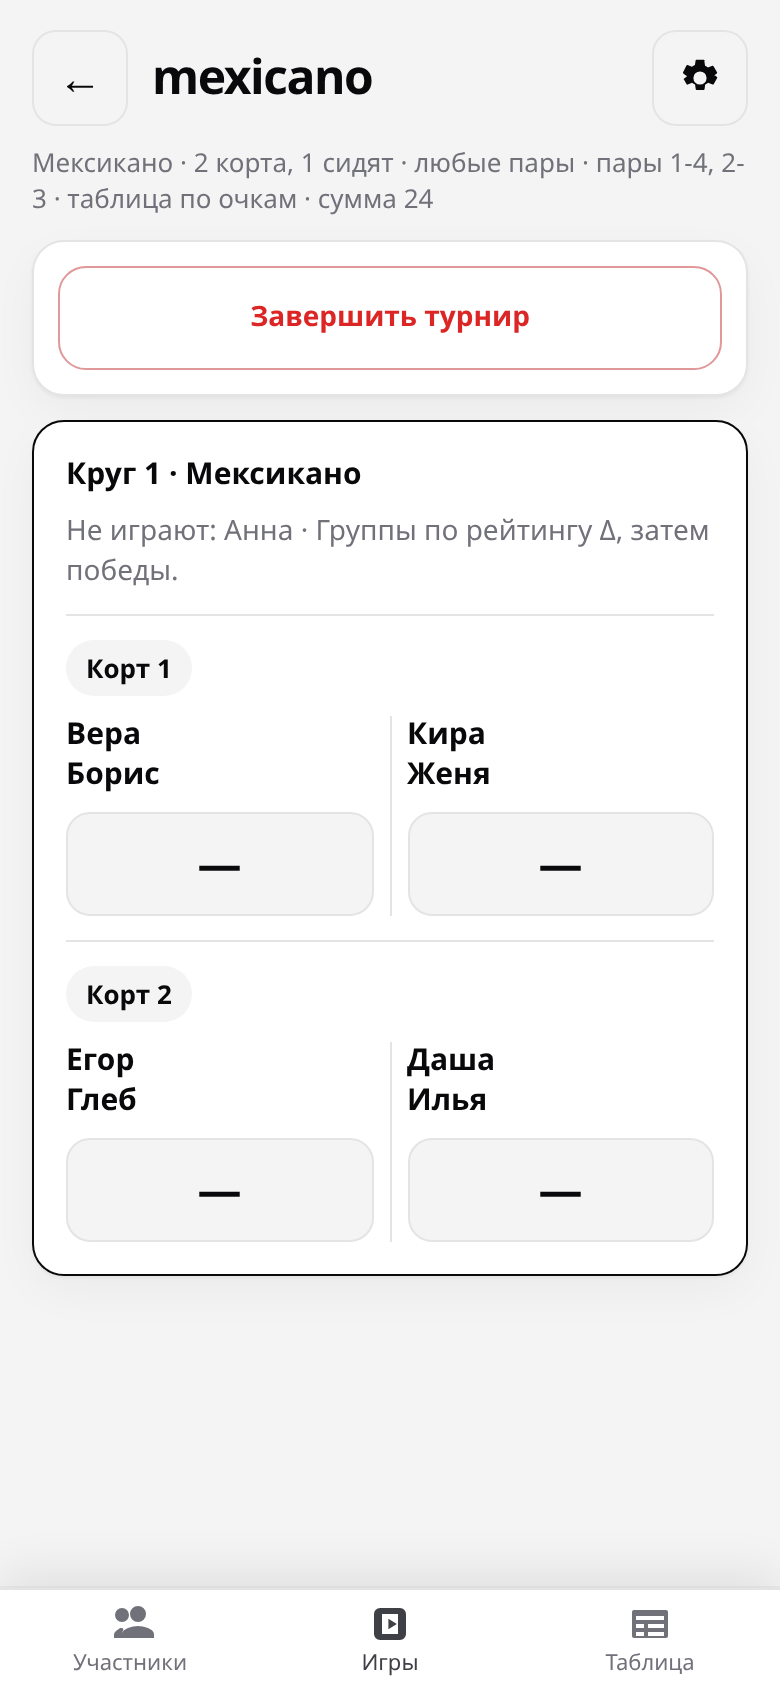 ←
mexicano
Мексикано · 2 корта, 1 сидят · любые пары · пары 1-4, 2-
3 · таблица по очкам · сумма 24
Завершить турнир
Круг 1 · Мексикано
Не играют: Анна · Группы по рейтингу Δ, затем
победы.
Корт 1
Вера
Борис
Кира
Женя
—
—
Корт 2
Егор
Глеб
Даша
Илья
—
—
Участники
Игры
Таблица